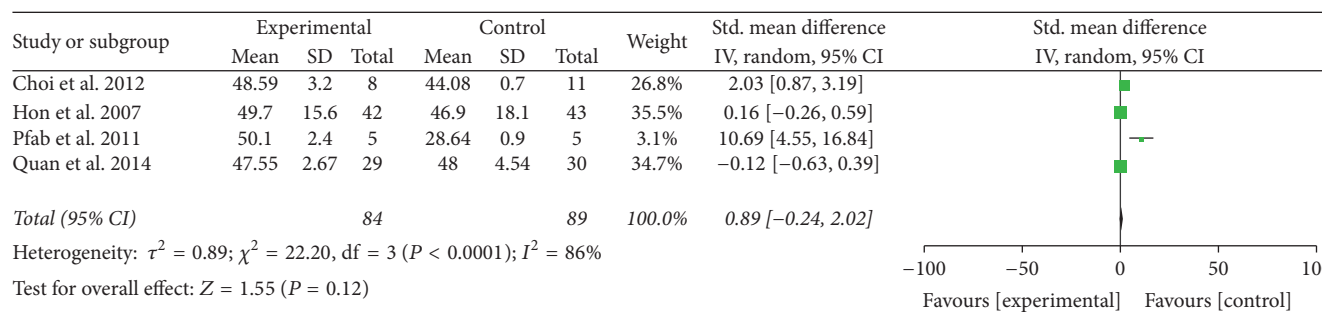 Study or subgroup Experimental Control Weight Std. mean difference Std. mean difference
Mean SD Total Mean SD Total IV, random, 95% CI IV, random, 95% CI
Choi et al. 2012 48.59 3.2 8 44.08 0.7 11 26.8% 2.03 [0.87, 3.19]
Hon et al. 2007 49.7 15.6 42 46.9 18.1 43 35.5% 0.16 [−0.26, 0.59]
Pfab et al. 2011 50.1 2.4 5 28.64 0.9 5 3.1% 10.69 [4.55, 16.84]
Quan et al. 2014 47.55 2.67 29 48 4.54 30 34.7% −0.12 [−0.63, 0.39]
Total (95% CI) 84 89 100.0% 0.89 [−0.24, 2.02]
Heterogeneity: τ² = 0.89; χ² = 22.20, df = 3 (P < 0.0001); I² = 86%
Test for overall effect: Z = 1.55 (P = 0.12)
−100 −50 0 50 10
Favours [experimental] Favours [control]